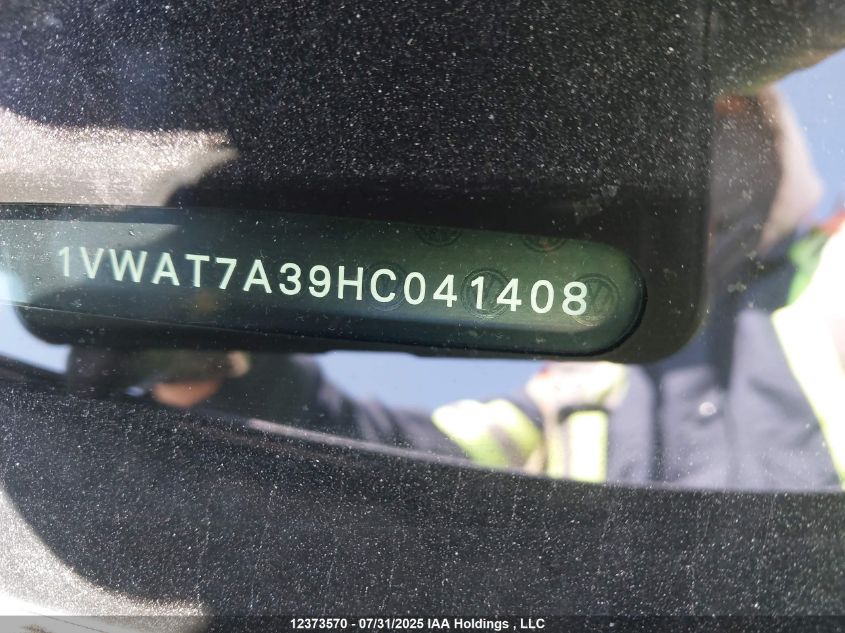 1VWAT7A39HC041408
12373570 - 07/31/2025 IAA Holdings , LLC